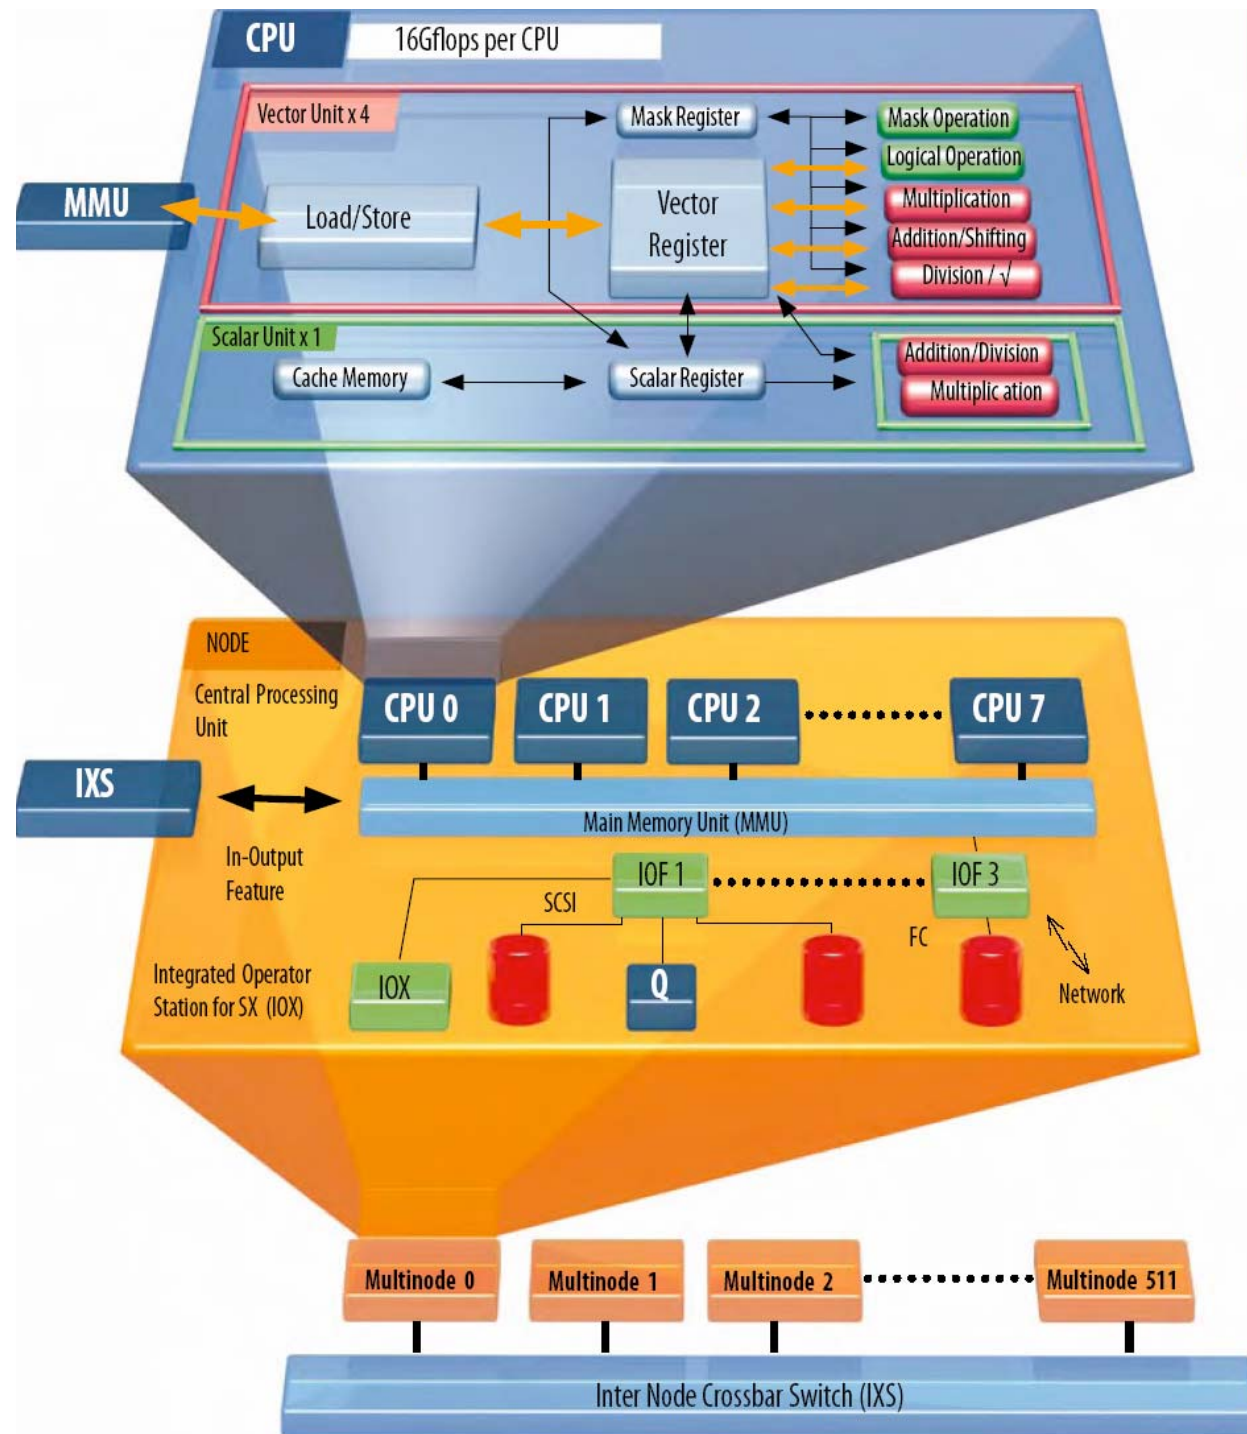 CPU
16Gflops per CPU
Vector Unit x 4
Mask Register
Mask Operation
Logical Operation
MMU
Load/Store
Vector
Register
Multiplication
Addition/Shifting
Division / √
Scalar Unit x 1
Cache Memory
Scalar Register
Addition/Division
Multiplic ation
NODE
Central Processing
Unit
CPU 0
CPU 1
CPU 2
CPU 7
IXS
Main Memory Unit (MMU)
In-Output
Feature
IOF 1
IOF 3
SCSI
FC
Integrated Operator
Station for SX (IOX)
IOX
Q
Network
Multinode 0
Multinode 1
Multinode 2
Multinode 511
Inter Node Crossbar Switch (IXS)